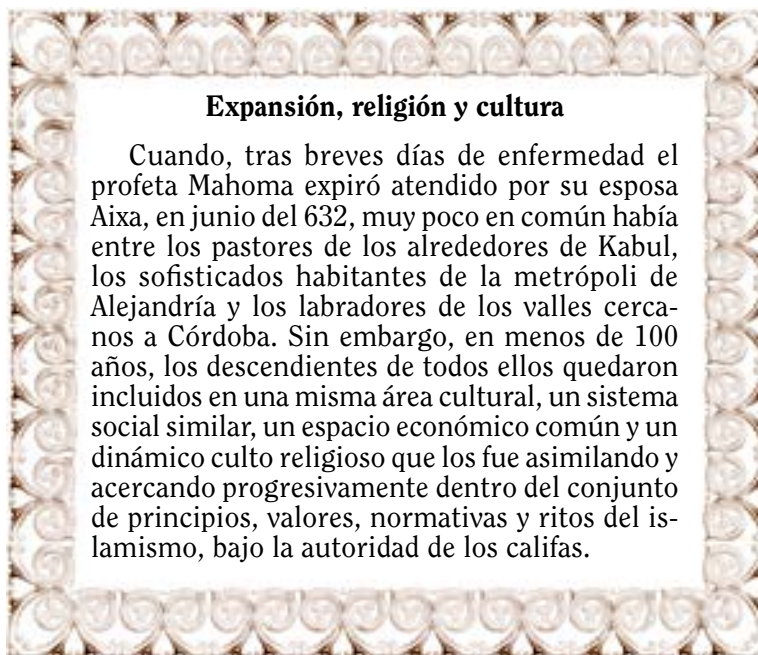 Expansión, religión y cultura
Cuando, tras breves días de enfermedad el
profeta Mahoma expiró atendido por su esposa
Aixa, en junio del 632, muy poco en común había
entre los pastores de los alrededores de Kabul,
los sofisticados habitantes de la metrópoli de
Alejandría y los labradores de los valles cerca-
nos a Córdoba. Sin embargo, en menos de 100
años, los descendientes de todos ellos quedaron
incluidos en una misma área cultural, un sistema
social similar, un espacio económico común y un
dinámico culto religioso que los fue asimilando y
acercando progresivamente dentro del conjunto
de principios, valores, normativas y ritos del is-
lamismo, bajo la autoridad de los califas.